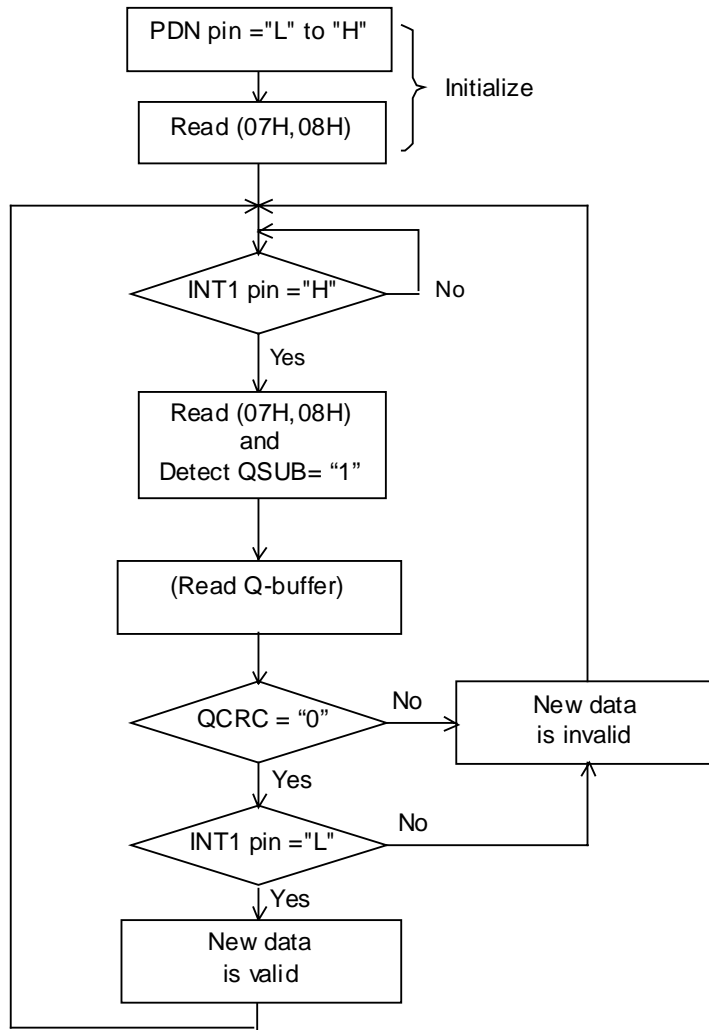 PDN pin ="L" to "H"
Initialize
Read (07H,08H)
INT1 pin ="H"
No
Yes
Read (07H,08H)
and
Detect QSUB= “1”
(Read Q-buffer)
QCRC = “0”
No
New data
is invalid
Yes
INT1 pin ="L"
No
Yes
New data
is valid